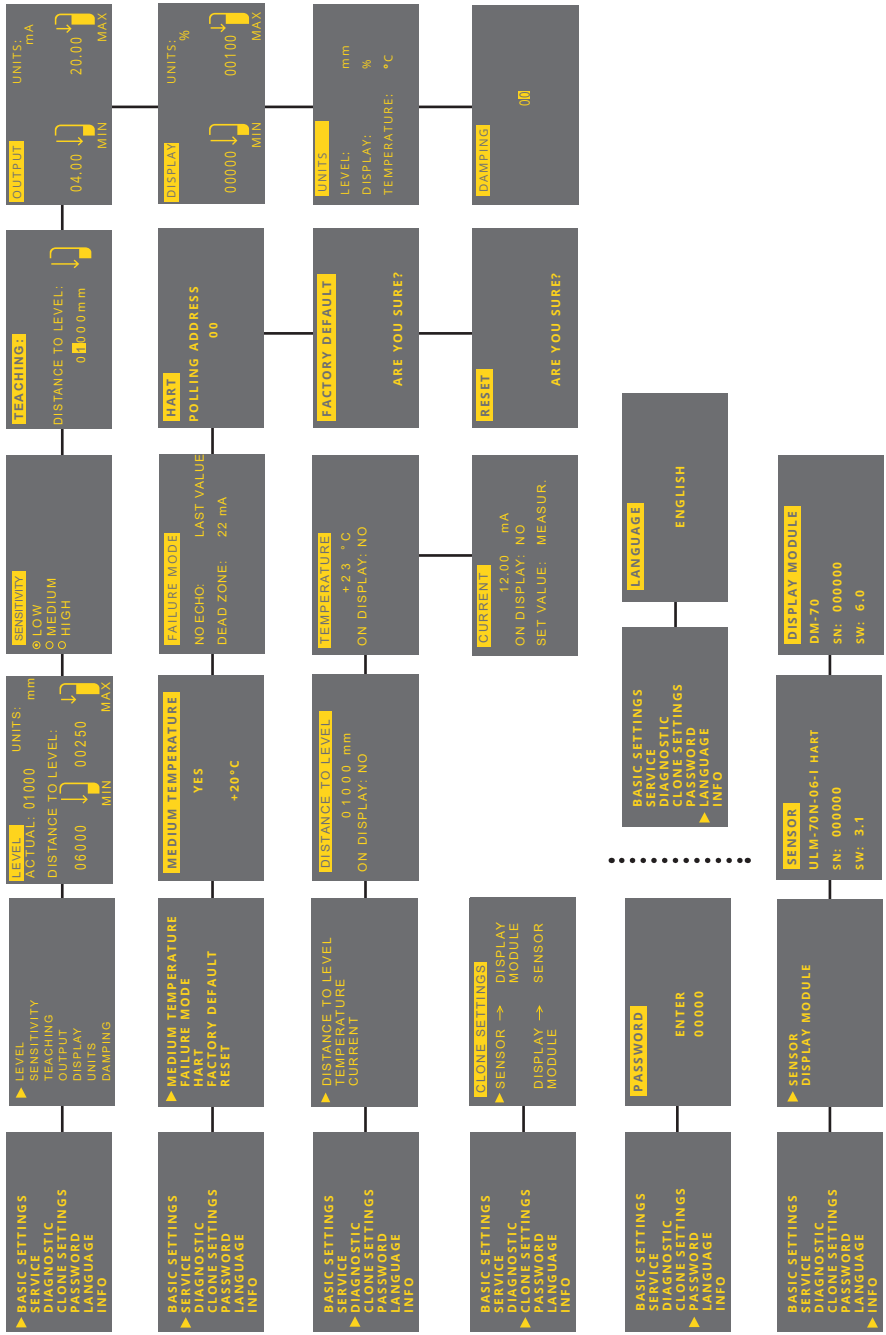 ▶BASIC SETTINGS
SERVICE
DIAGNOSTIC
CLONE SETTINGS
PASSWORD
LANGUAGE
INFO
▶ LEVEL
SENSITIVITY
TEACHING
OUTPUT
DISPLAY
UNITS
DAMPING
LEVEL
ACTUAL: 01000 UNITS: mm
DISTANCE TO LEVEL:
06000 00250
MIN MAX
SENSITIVITY
LOW
MEDIUM
HIGH
TEACHING:
DISTANCE TO LEVEL:
01000mm
OUTPUT UNITS:
mA
04.00 20.00
MIN MAX
BASIC SETTINGS
▶SERVICE
DIAGNOSTIC
CLONE SETTINGS
PASSWORD
LANGUAGE
INFO
▶MEDIUM TEMPERATURE
FAILURE MODE
HART
FACTORY DEFAULT
RESET
MEDIUM TEMPERATURE
YES
+20°C
FAILURE MODE
NO ECHO: LAST VALUE
DEAD ZONE: 22 mA
HART
POLLING ADDRESS
00
DISPLAY UNITS:
%
00000 00100
MIN MAX
BASIC SETTINGS
SERVICE
▶DIAGNOSTIC
CLONE SETTINGS
PASSWORD
LANGUAGE
INFO
▶ DISTANCE TO LEVEL
TEMPERATURE
CURRENT
DISTANCE TO LEVEL
01000 mm
ON DISPLAY: NO
TEMPERATURE
+23 °C
ON DISPLAY: NO
FACTORY DEFAULT
ARE YOU SURE?
UNITS
LEVEL: mm
DISPLAY: %
TEMPERATURE: °C
BASIC SETTINGS
SERVICE
DIAGNOSTIC
▶CLONE SETTINGS
PASSWORD
LANGUAGE
INFO
CLONE SETTINGS
▶SENSOR → DISPLAY
MODULE
DISPLAY → SENSOR
MODULE
CURRENT
12.00 mA
ON DISPLAY: NO
SET VALUE: MEASUR.
RESET
ARE YOU SURE?
DAMPING
00
BASIC SETTINGS
SERVICE
DIAGNOSTIC
CLONE SETTINGS
▶PASSWORD
LANGUAGE
INFO
PASSWORD
ENTER
00000
BASIC SETTINGS
SERVICE
DIAGNOSTIC
CLONE SETTINGS
PASSWORD
▶LANGUAGE
INFO
LANGUAGE
ENGLISH
BASIC SETTINGS
SERVICE
DIAGNOSTIC
CLONE SETTINGS
PASSWORD
LANGUAGE
▶INFO
▶SENSOR
DISPLAY MODULE
SENSOR
ULM-70N-06-I HART
SN: 000000
SW: 3.1
DISPLAY MODULE
DM-70
SN: 000000
SW: 6.0